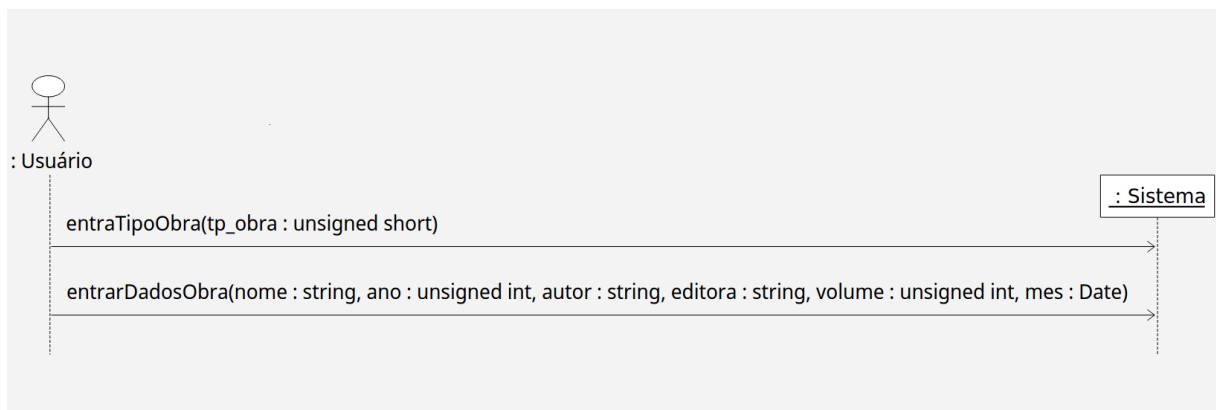 : Usuário
: Sistema
entraTipoObra(tp_obra : unsigned short)
entrarDadosObra(nome : string, ano : unsigned int, autor : string, editora : string, volume : unsigned int, mes : Date)